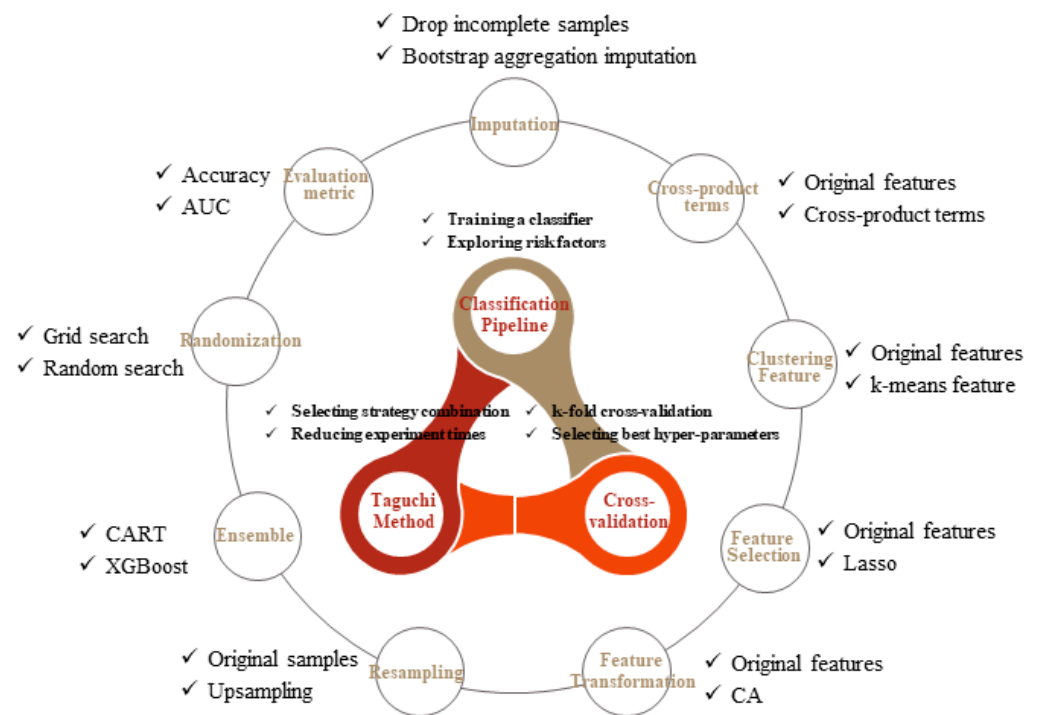 ✓ Drop incomplete samples
✓ Bootstrap aggregation imputation
Imputation
Evaluation
metric
✓ Accuracy
✓ AUC
Cross-product
terms
✓ Original features
✓ Cross-product terms
✓ Training a classifier
✓ Exploring risk factors
Classification
Pipeline
Randomization
✓ Grid search
✓ Random search
Clustering
Feature
✓ Original features
✓ k-means feature
✓ Selecting strategy combination
✓ Reducing experiment times
✓ k-fold cross-validation
✓ Selecting best hyper-parameters
Taguchi
Method
Cross-
validation
Ensemble
✓ CART
✓ XGBoost
Feature
Selection
✓ Original features
✓ Lasso
✓ Original samples
✓ Upsampling
Resampling
Feature
Transformation
✓ Original features
✓ CA